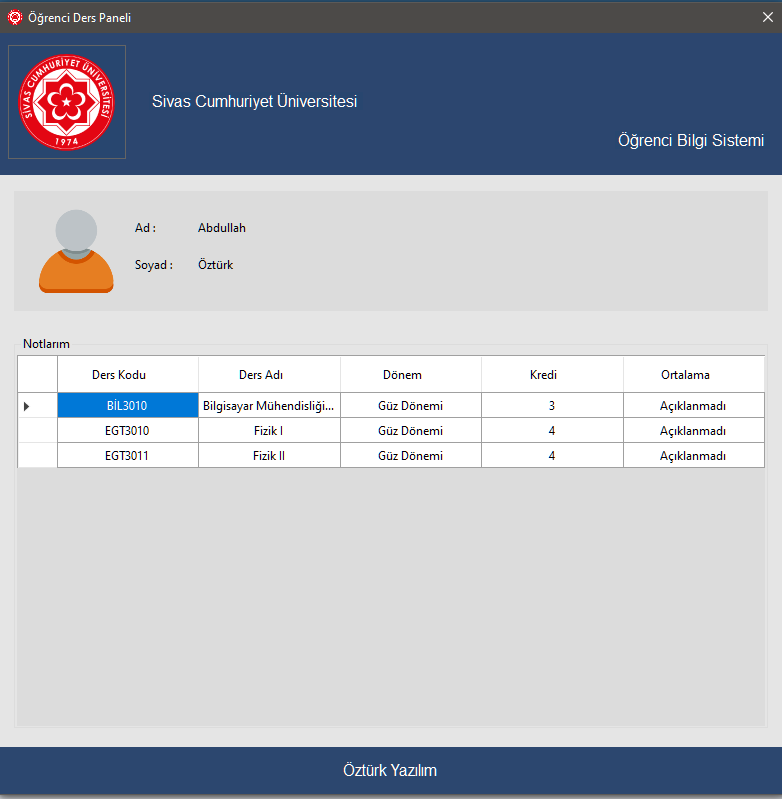 Öğrenci Ders Paneli
SİVAS CUMHURİYET ÜNİVERSİTESİ
1974
Sivas Cumhuriyet Üniversitesi
Öğrenci Bilgi Sistemi
Ad : Abdullah
Soyad : Öztürk
Notlarım
Ders Kodu Ders Adı Dönem Kredi Ortalama
BİL3010 Bilgisayar Mühendisliği... Güz Dönemi 3 Açıklanmadı
EGT3010 Fizik I Güz Dönemi 4 Açıklanmadı
EGT3011 Fizik II Güz Dönemi 4 Açıklanmadı
Öztürk Yazılım